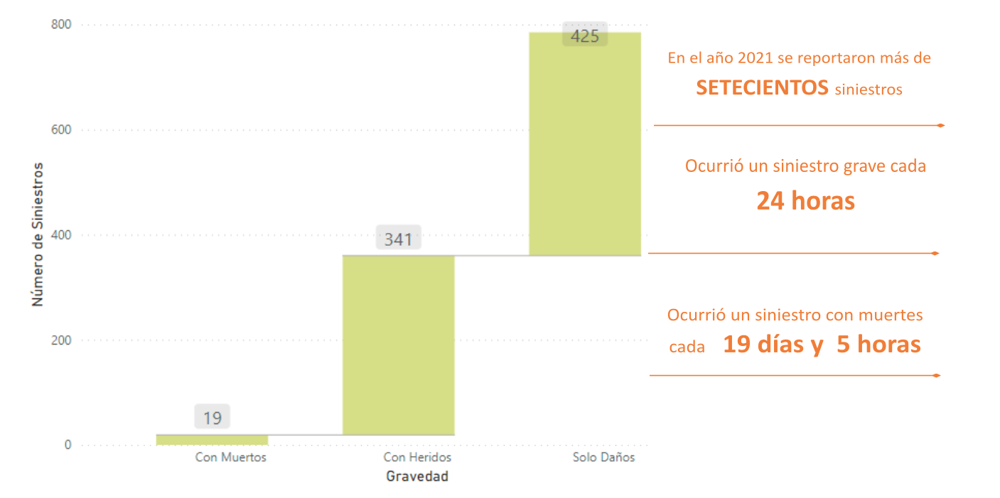 800
600
400
200
0
Número de Siniestros
425
341
19
Con Muertos
Con Heridos
Solo Daños
Gravedad
En el año 2021 se reportaron más de
SETECIENTOS siniestros
Ocurrió un siniestro grave cada
24 horas
Ocurrió un siniestro con muertes
cada 19 días y 5 horas